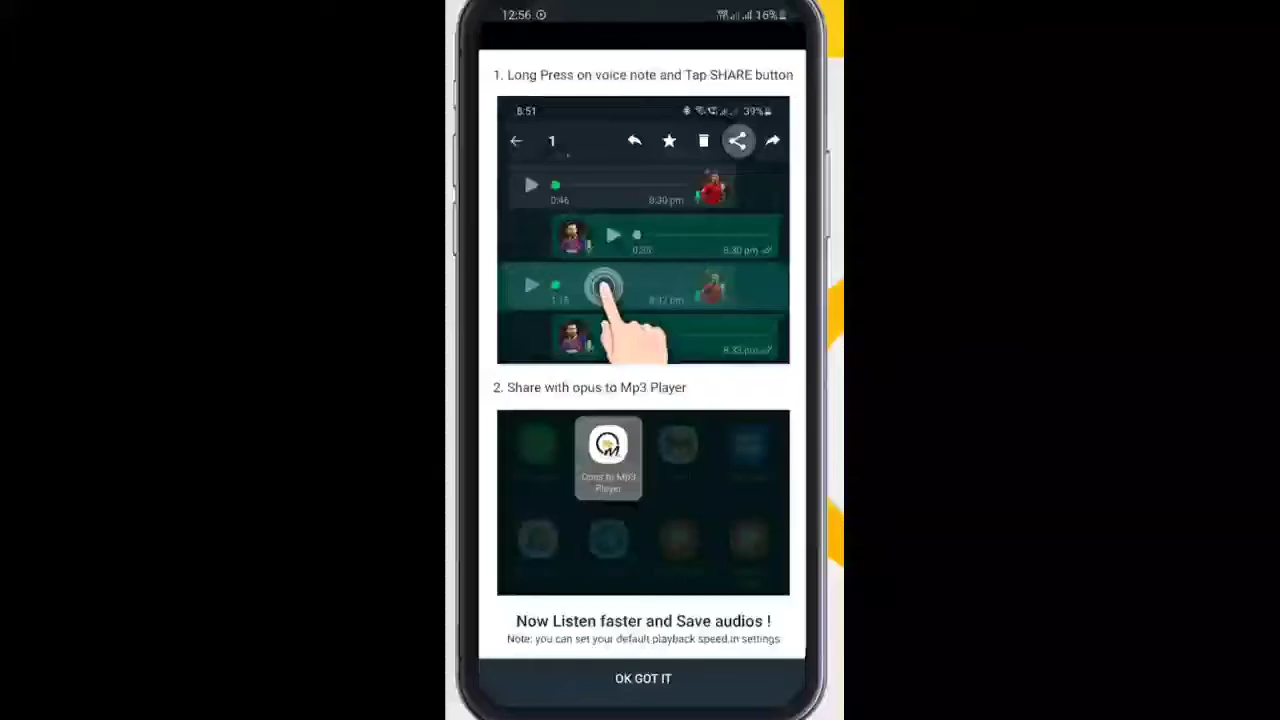 12:56
16%
1. Long Press on voice note and Tap SHARE button
8:51
39%
1
0:46
8:30 pm
8:30 pm
1:15
8:33 pm
2. Share with opus to Mp3 Player
Opus to Mp3
Player
Now Listen faster and Save audios !
Note: you can set your default playback speed in settings
OK GOT IT